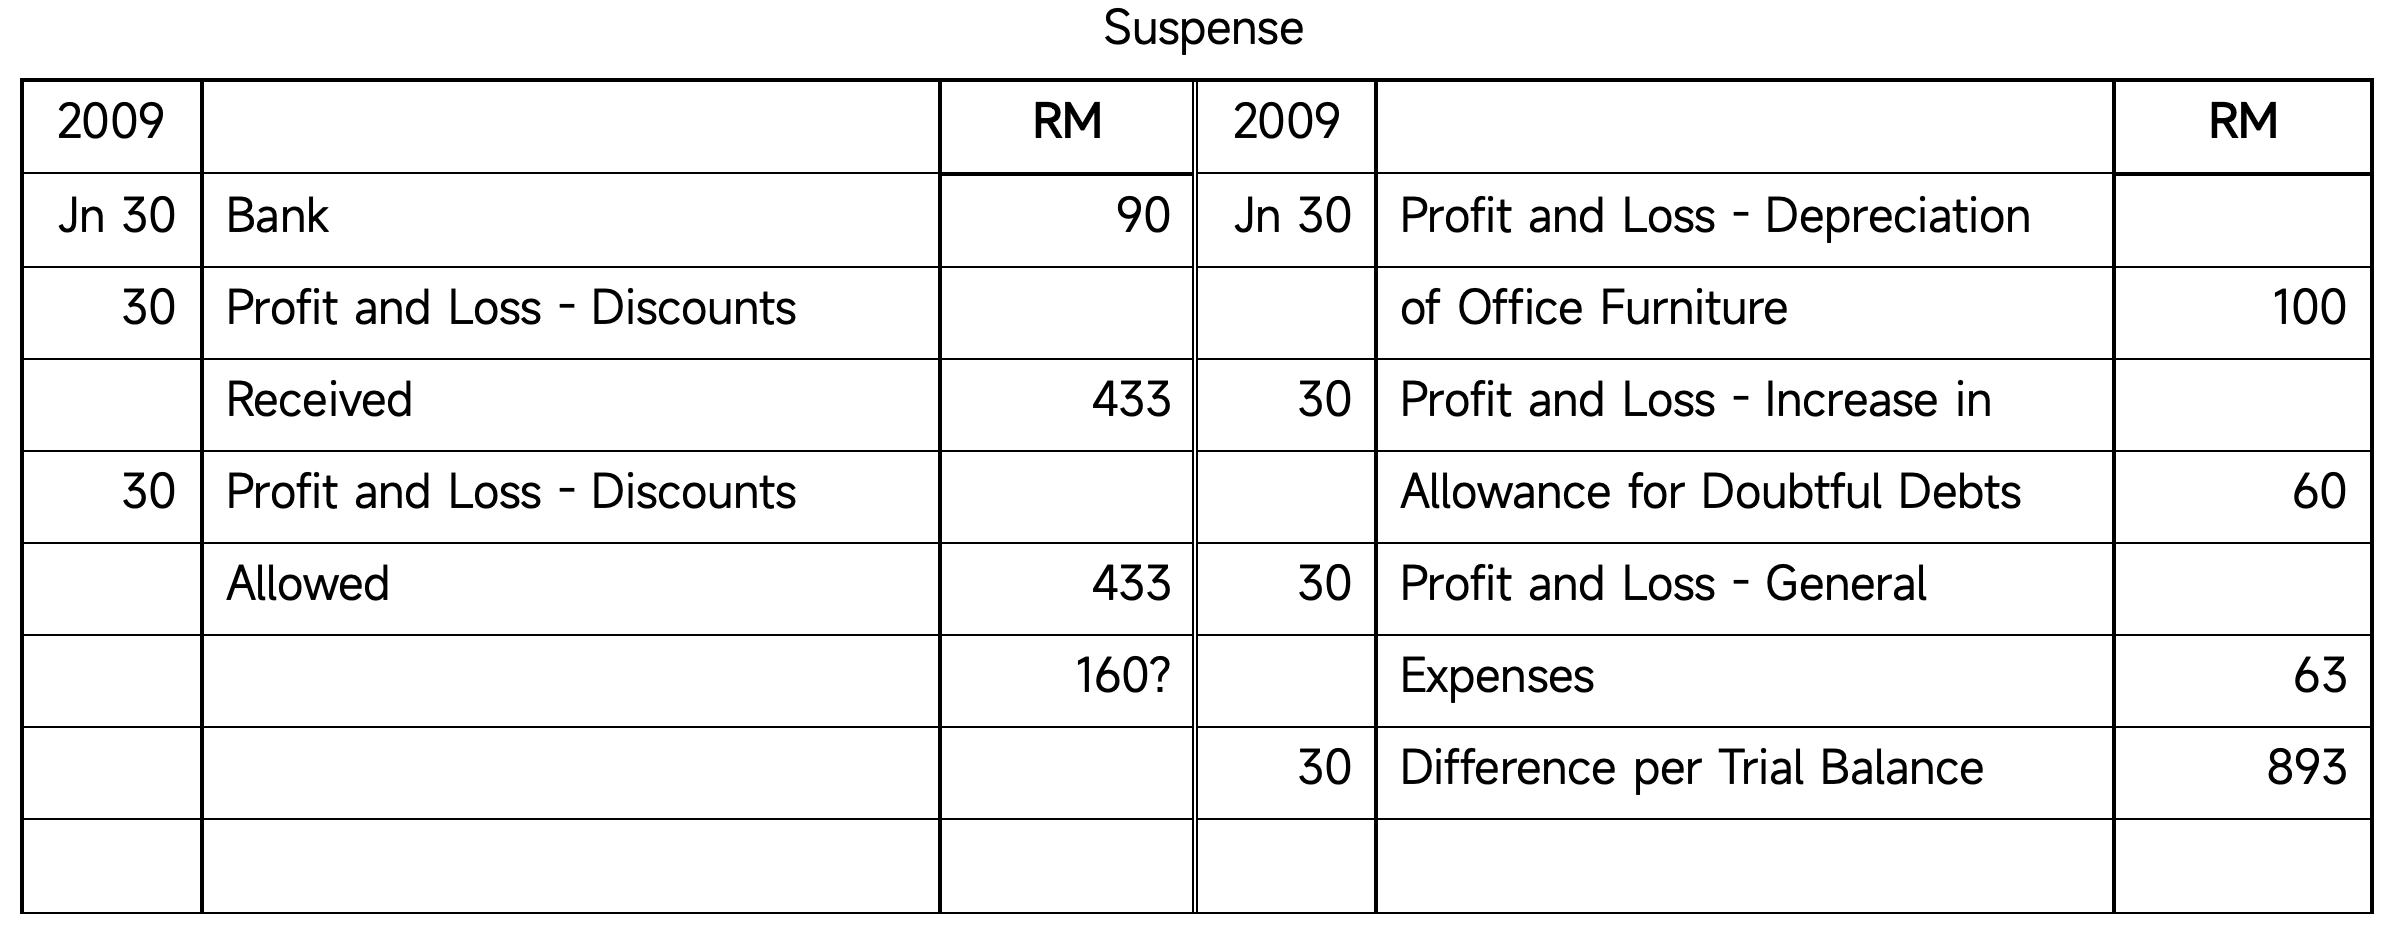 Suspense
2009 RM 2009 RM
Jn 30 Bank 90 Jn 30 Profit and Loss - Depreciation
30 Profit and Loss - Discounts of Office Furniture 100
Received 433 30 Profit and Loss - Increase in
30 Profit and Loss - Discounts Allowance for Doubtful Debts 60
Allowed 433 30 Profit and Loss - General
160? Expenses 63
30 Difference per Trial Balance 893